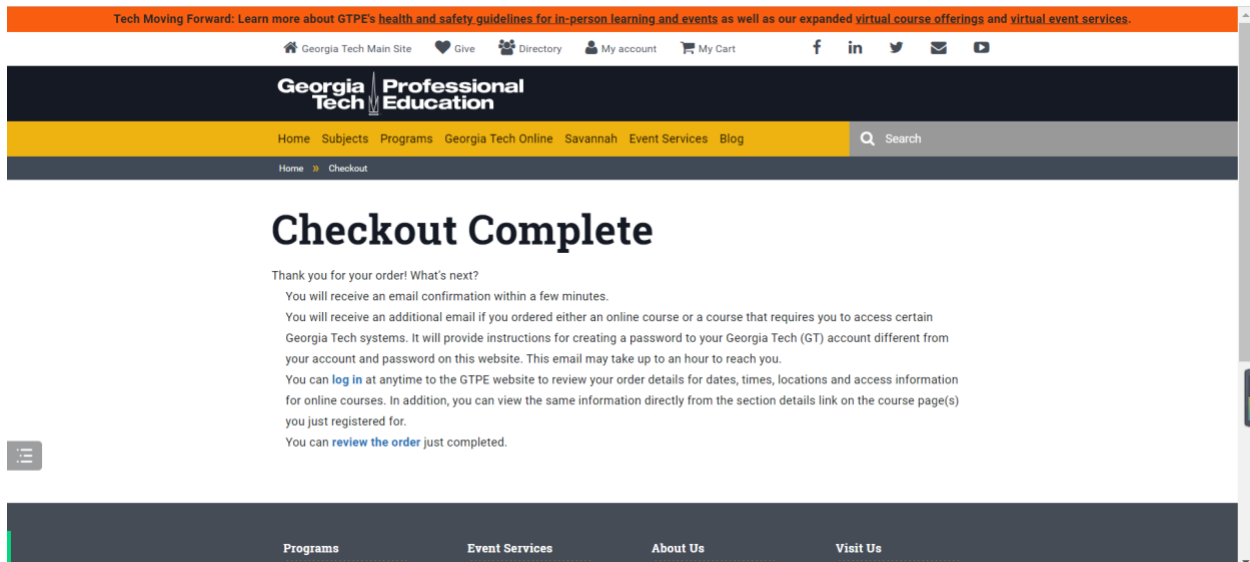 Tech Moving Forward: Learn more about GTPE's health and safety guidelines for in-person learning and events as well as our expanded virtual course offerings and virtual event services.
Georgia Tech Main Site Give Directory My account My Cart
Georgia Professional
Tech Education
Home Subjects Programs Georgia Tech Online Savannah Event Services Blog Search
Home » Checkout
Checkout Complete
Thank you for your order! What's next?
You will receive an email confirmation within a few minutes.
You will receive an additional email if you ordered either an online course or a course that requires you to access certain
Georgia Tech systems. It will provide instructions for creating a password to your Georgia Tech (GT) account different from
your account and password on this website. This email may take up to an hour to reach you.
You can log in at anytime to the GTPE website to review your order details for dates, times, locations and access information
for online courses. In addition, you can view the same information directly from the section details link on the course page(s)
you just registered for.
You can review the order just completed.
Programs Event Services About Us Visit Us